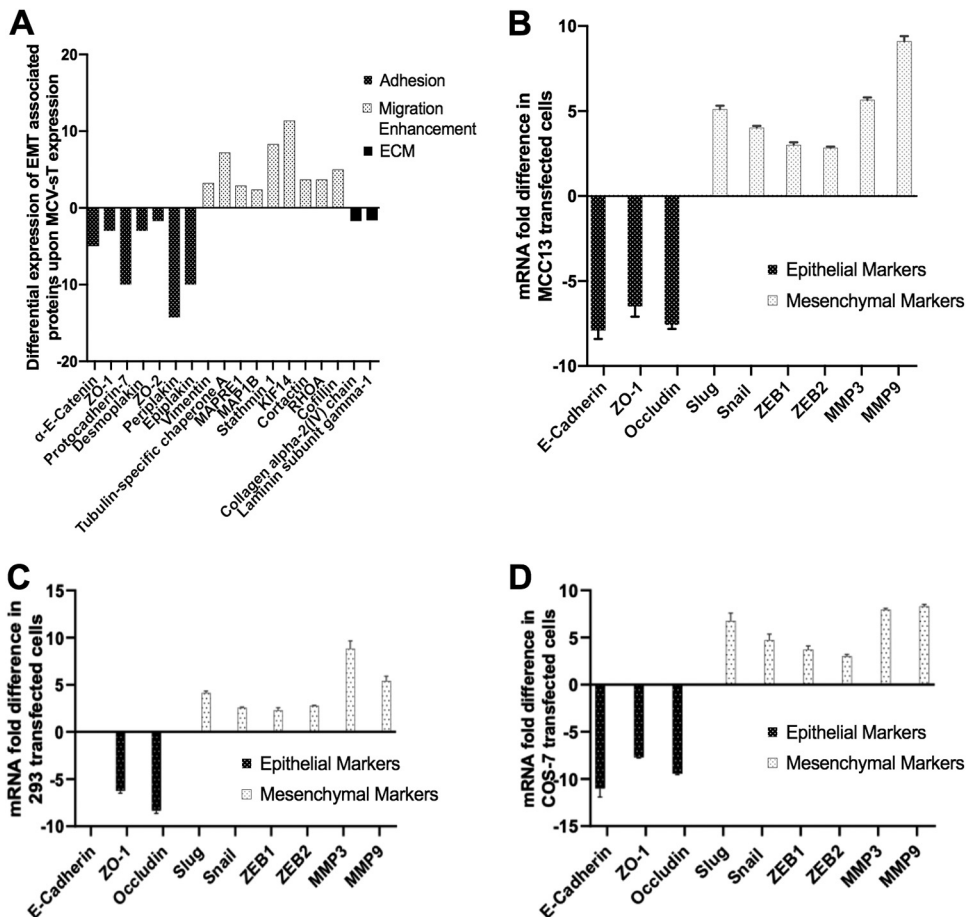 A
Differential expression of EMT associated
proteins upon MCV-sT expression
20
10
0
-10
-20
Adhesion
Migration
Enhancement
ECM
α-E-Catenin
ZO-1
Protocadherin-7
Desmoplakin
ZO-2
Periplakin
Epiplakin
Vimentin
Tubulin-specific chaperone A
MAPRE1
MAP1B
Stathmin 1
KIF14
Cortactin
RHOA
Cofilin
Collagen alpha-2(IV) chain
Laminin subunit gamma-1
B
mRNA fold difference in
MCC13 transfected cells
10
5
0
-5
-10
Epithelial Markers
Mesenchymal Markers
E-Cadherin
ZO-1
Occludin
Slug
Snail
ZEB1
ZEB2
MMP3
MMP9
C
mRNA fold difference in
293 transfected cells
15
10
5
0
-5
-10
Epithelial Markers
Mesenchymal Markers
E-Cadherin
ZO-1
Occludin
Slug
Snail
ZEB1
ZEB2
MMP3
MMP9
D
mRNA fold difference in
COS-7 transfected cells
10
5
0
-5
-10
-15
Epithelial Markers
Mesenchymal Markers
E-Cadherin
ZO-1
Occludin
Slug
Snail
ZEB1
ZEB2
MMP3
MMP9